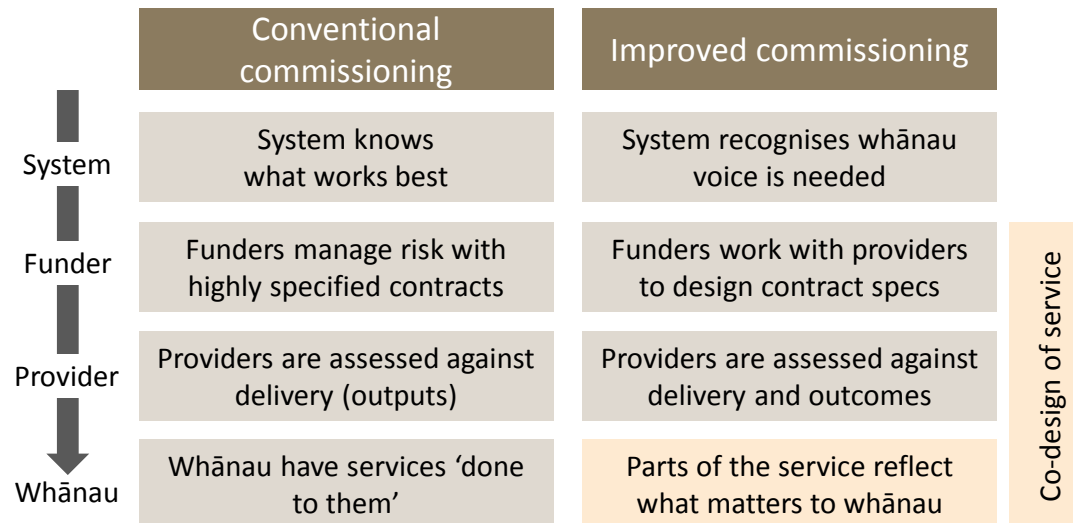 Conventional
commissioning
Improved commissioning
System
System knows
what works best
System recognises whānau
voice is needed
Funder
Funders manage risk with
highly specified contracts
Funders work with providers
to design contract specs
Provider
Providers are assessed against
delivery (outputs)
Providers are assessed against
delivery and outcomes
Whānau
Whānau have services ‘done
to them’
Parts of the service reflect
what matters to whānau
Co-design of service